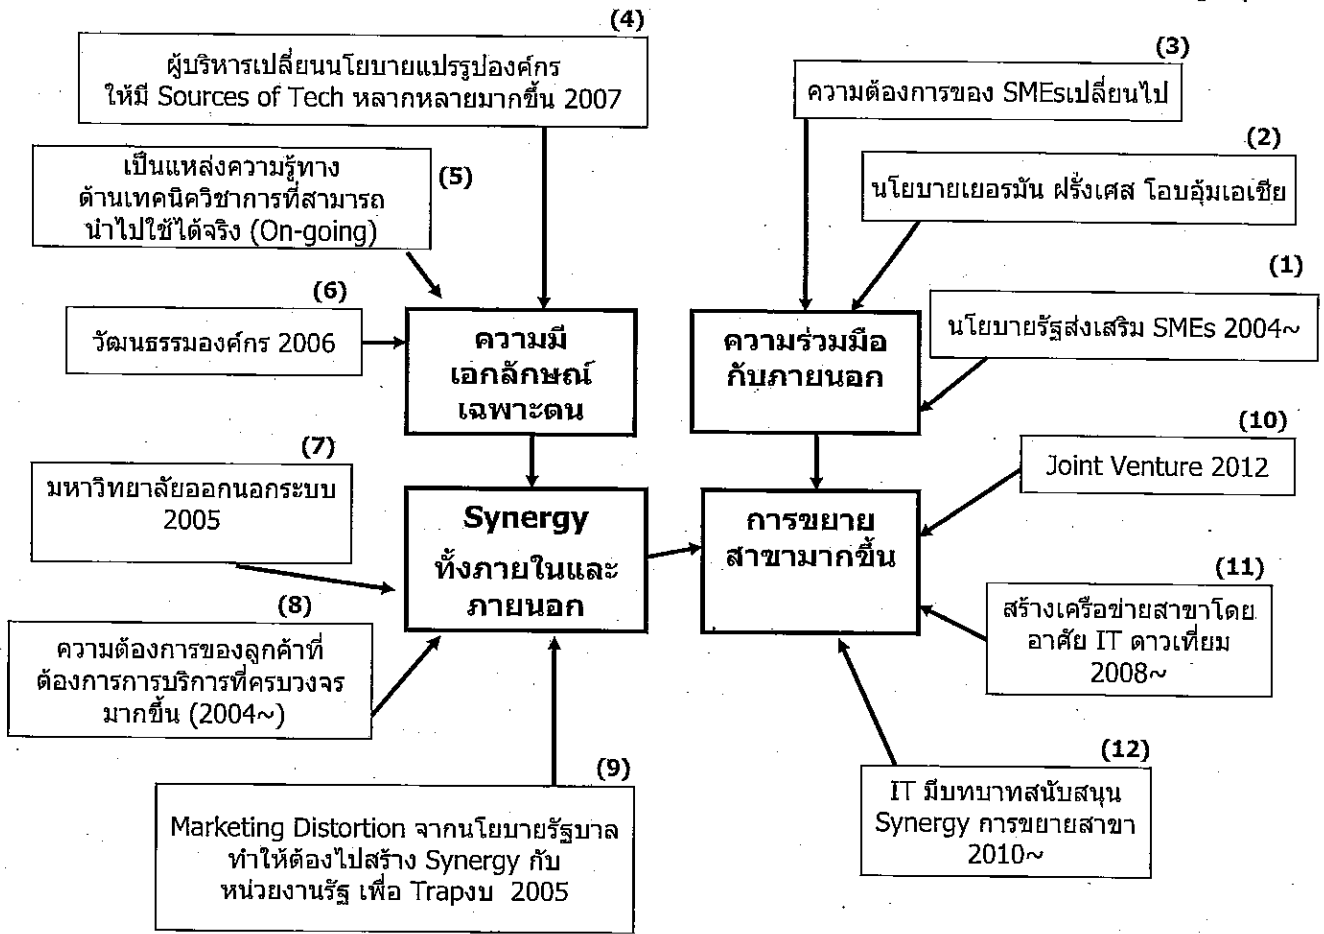 (4)
ผู้บริหารเปลี่ยนนโยบายแปรรูปองค์กร
ให้มี Sources of Tech หลากหลายมากขึ้น 2007
(3)
ความต้องการของ SMEsเปลี่ยนไป
(2)
นโยบายเยอรมัน ฝรั่งเศส โอบอุ้มเอเชีย
(5)
เป็นแหล่งความรู้ทาง
ด้านเทคนิควิชาการที่สามารถ
นำไปใช้ได้จริง (On-going)
(1)
นโยบายรัฐส่งเสริม SMEs 2004~
(6)
วัฒนธรรมองค์กร 2006
ความมี
เอกลักษณ์
เฉพาะตน
ความร่วมมือ
กับภายนอก
(10)
Joint Venture 2012
(7)
มหาวิทยาลัยออกนอกระบบ
2005
Synergy
ทั้งภายในและ
ภายนอก
การขยาย
สาขามากขึ้น
(11)
สร้างเครือข่ายสาขาโดย
อาศัย IT ดาวเทียม
2008~
(8)
ความต้องการของลูกค้าที่
ต้องการการบริการที่ครบวงจร
มากขึ้น (2004~)
(12)
IT มีบทบาทสนับสนุน
Synergy การขยายสาขา
2010~
(9)
Marketing Distortion จากนโยบายรัฐบาล
ทำให้ต้องไปสร้าง Synergy กับ
หน่วยงานรัฐ เพื่อ Trapงบ 2005